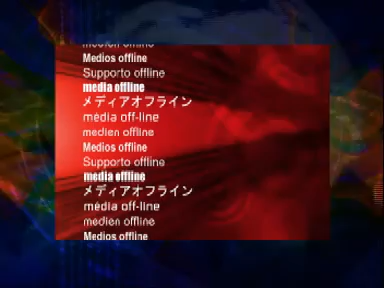 medien offline
Medios offline
Supporto offline
media offline
メディアオフライン
média off-line
medien offline
Medios offline
Supporto offline
media offline
メディアオフライン
média off-line
medien offline
Medios offline